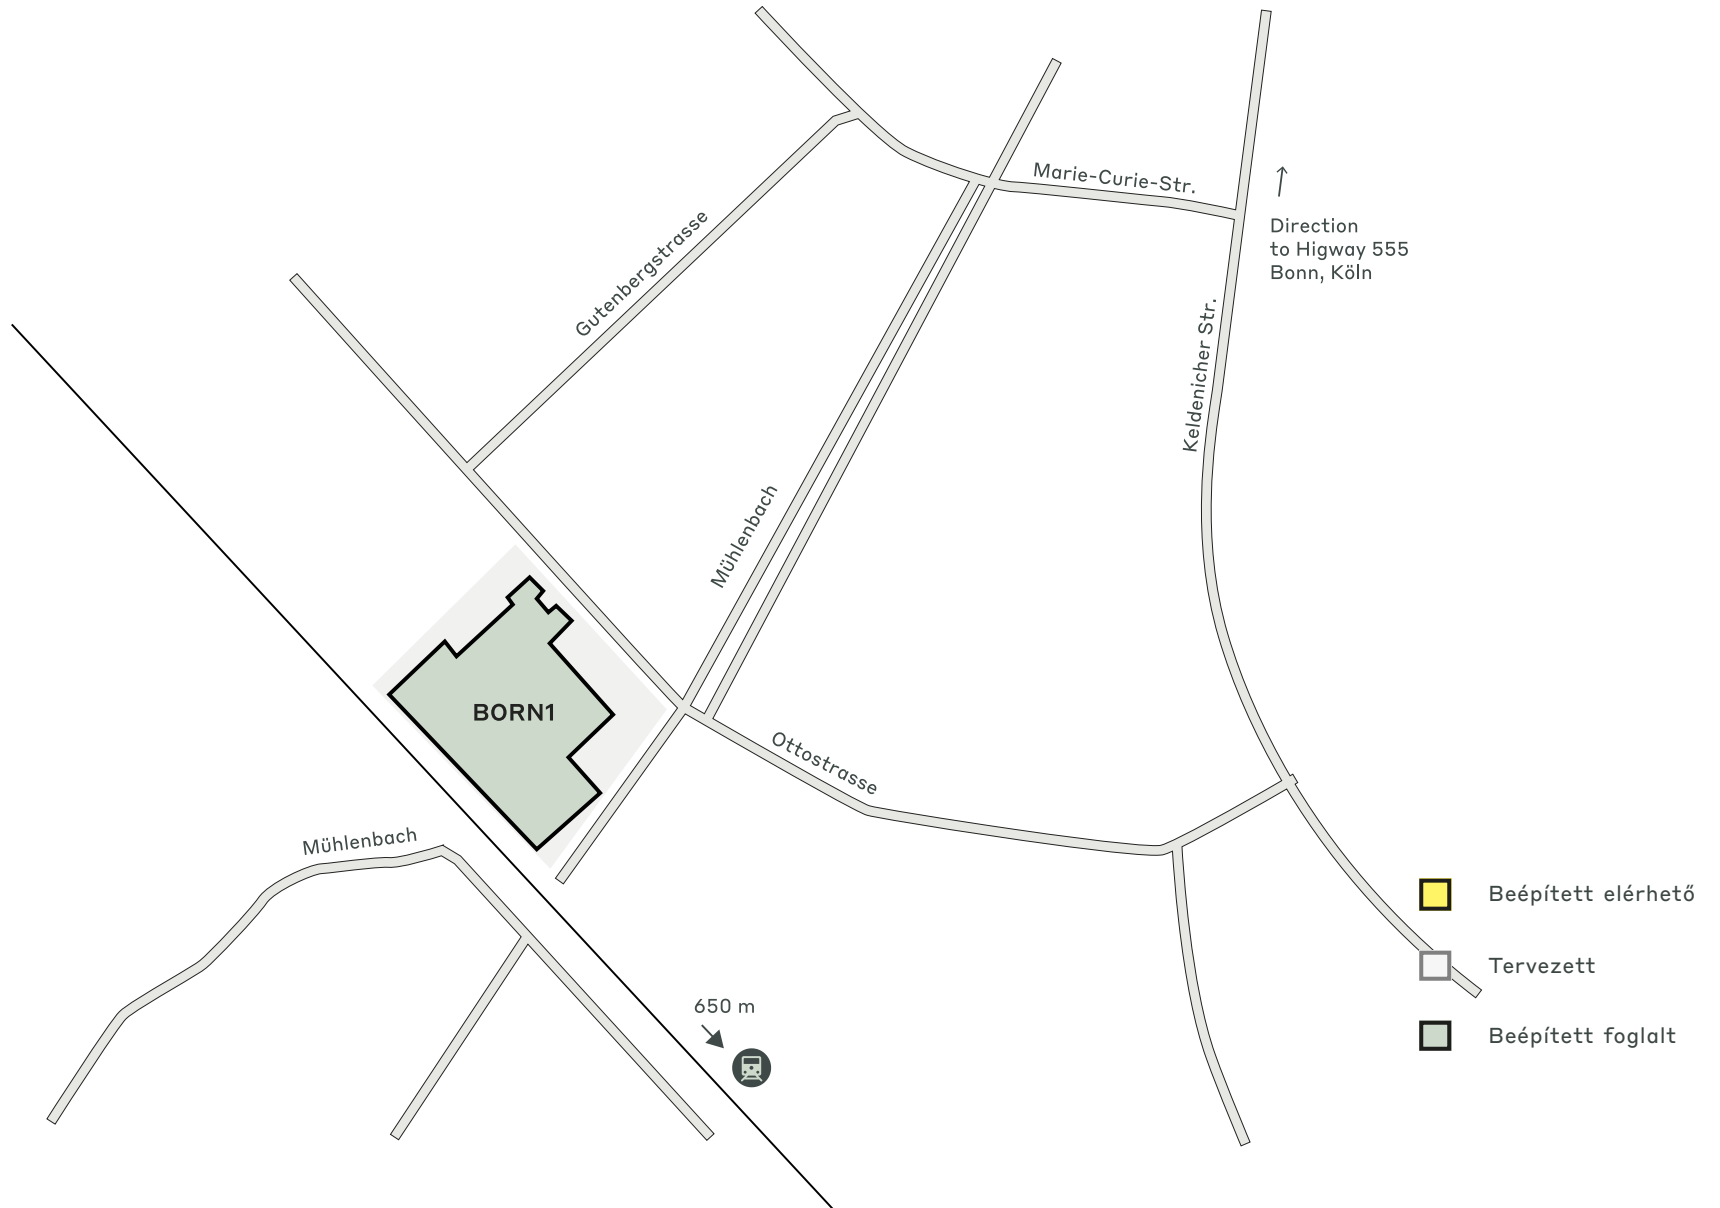 Marie-Curie-Str.
Direction
to Higway 555
Bonn, Köln
Gutenbergstrasse
Keldenicher Str.
Mühlenbach
BORN1
Ottostrasse
Mühlenbach
650 m
Beépített elérhető
Tervezett
Beépített foglalt